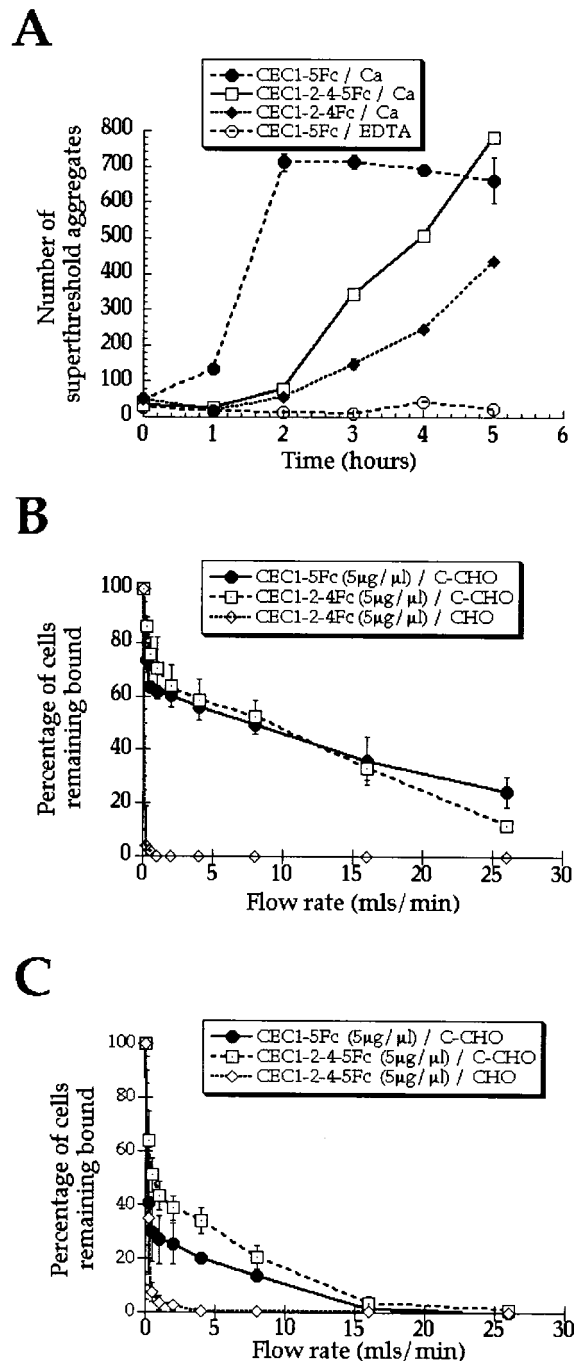 A
CEC1-5Fc / Ca
CEC1-2-4-5Fc / Ca
CEC1-2-4Fc / Ca
CEC1-5Fc / EDTA
Number of
superthreshold aggregates
800
700
600
500
400
300
200
100
0
0 1 2 3 4 5 6
Time (hours)
B
CEC1-5Fc (5µg/µl) / C-CHO
CEC1-2-4Fc (5µg/µl) / C-CHO
CEC1-2-4Fc (5µg/µl) / CHO
Percentage of cells
remaining bound
100
80
60
40
20
0
0 5 10 15 20 25 30
Flow rate (mls/min)
C
CEC1-5Fc (5µg/µl) / C-CHO
CEC1-2-4-5Fc (5µg/µl) / C-CHO
CEC1-2-4-5Fc (5µg/µl) / CHO
Percentage of cells
remaining bound
100
80
60
40
20
0
0 5 10 15 20 25 30
Flow rate (mls/min)